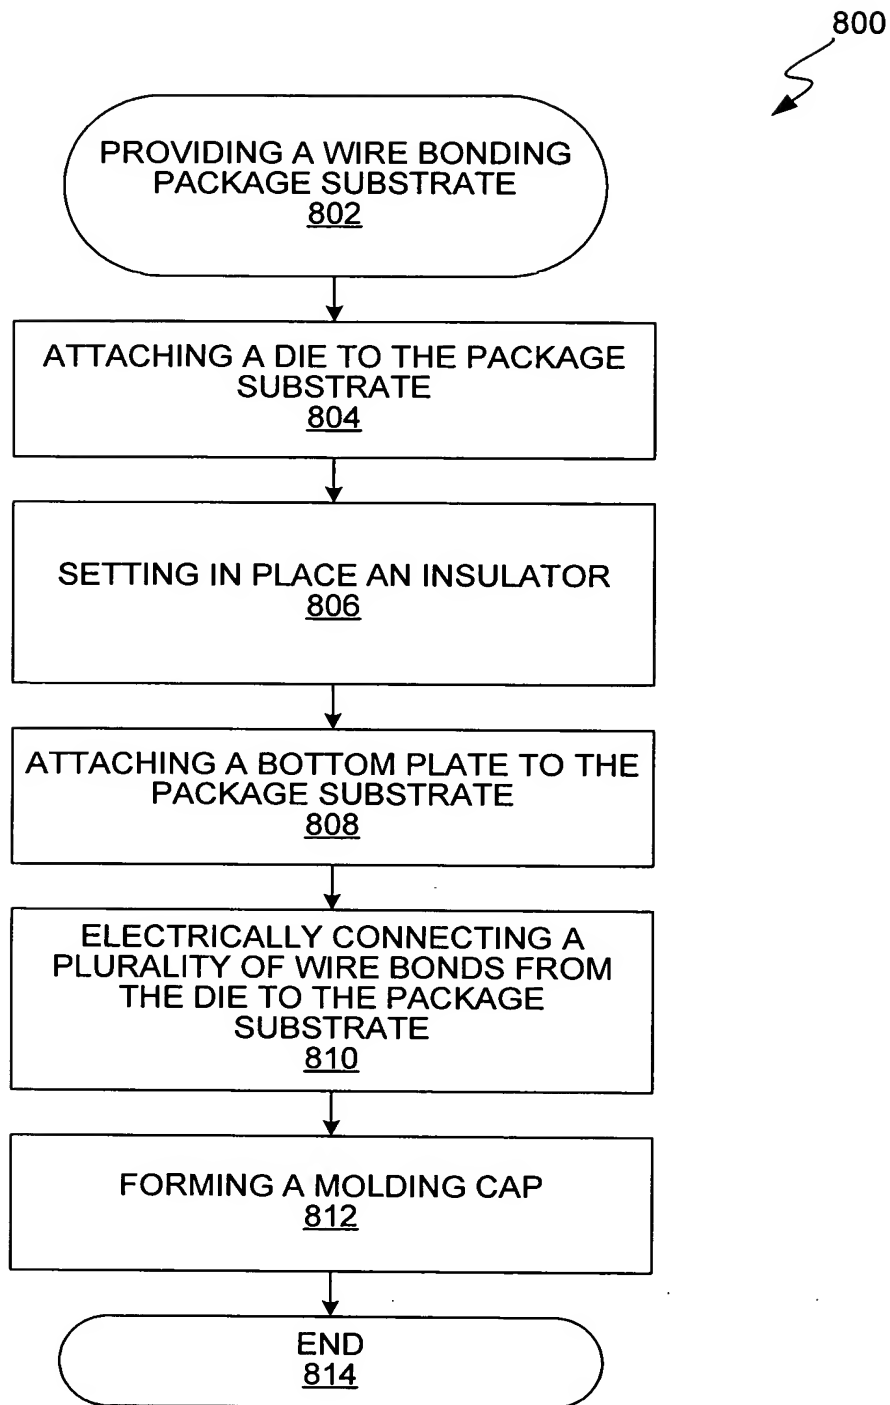 800
PROVIDING A WIRE BONDING
PACKAGE SUBSTRATE
802
ATTACHING A DIE TO THE PACKAGE
SUBSTRATE
804
SETTING IN PLACE AN INSULATOR
806
ATTACHING A BOTTOM PLATE TO THE
PACKAGE SUBSTRATE
808
ELECTRICALLY CONNECTING A
PLURALITY OF WIRE BONDS FROM
THE DIE TO THE PACKAGE
SUBSTRATE
810
FORMING A MOLDING CAP
812
END
814